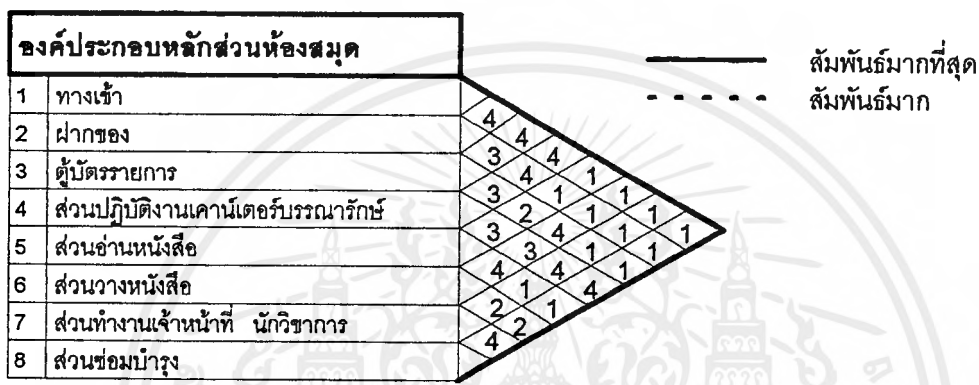 องค์ประกอบหลักส่วนห้องสมุด
สัมพันธ์มากที่สุด
สัมพันธ์มาก
1 ทางเข้า
2 ฝากของ
3 ตู้บัตรรายการ
4 ส่วนปฏิบัติงานเคาน์เตอร์บรรณารักษ์
5 ส่วนอ่านหนังสือ
6 ส่วนวางหนังสือ
7 ส่วนทำงานเจ้าหน้าที่ นักวิชาการ
8 ส่วนซ่อมบำรุง
4
4
3 4
4 1
3 1 1
2 1 1
3 4 1 1
3 1 1
4 4 1
1 4
2 1
2
4